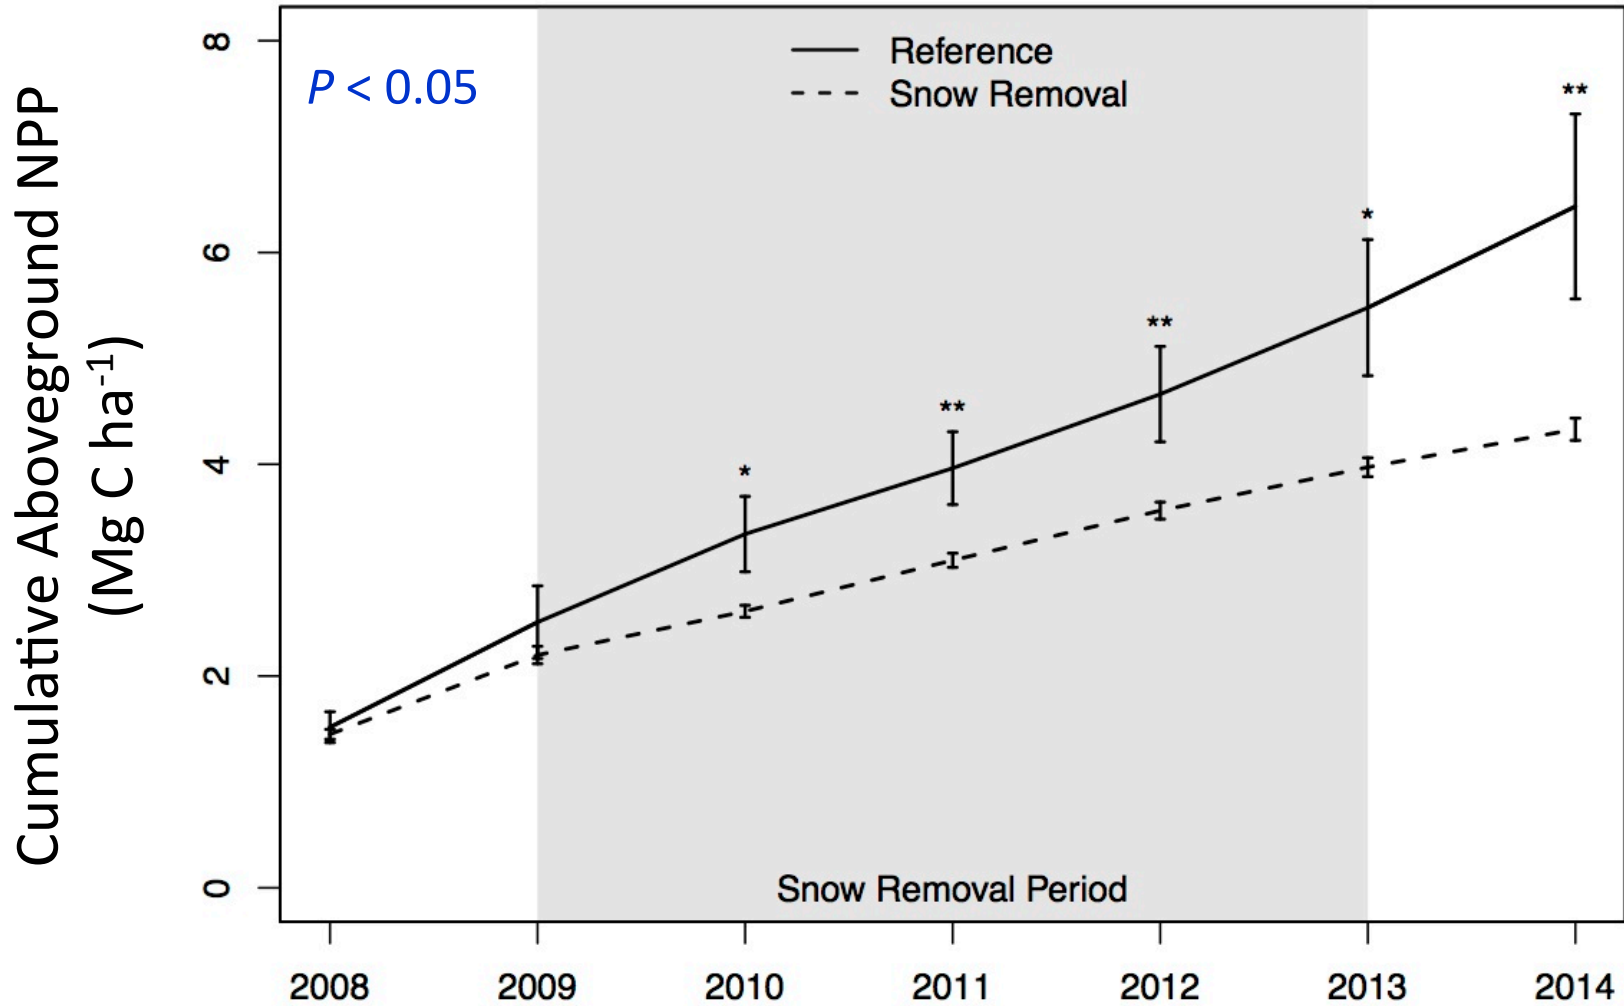 Cumulative Aboveground NPP
(Mg C ha⁻¹)
8
6
4
2
0
P < 0.05
Reference
Snow Removal
*
**
**
*
**
Snow Removal Period
2008 2009 2010 2011 2012 2013 2014